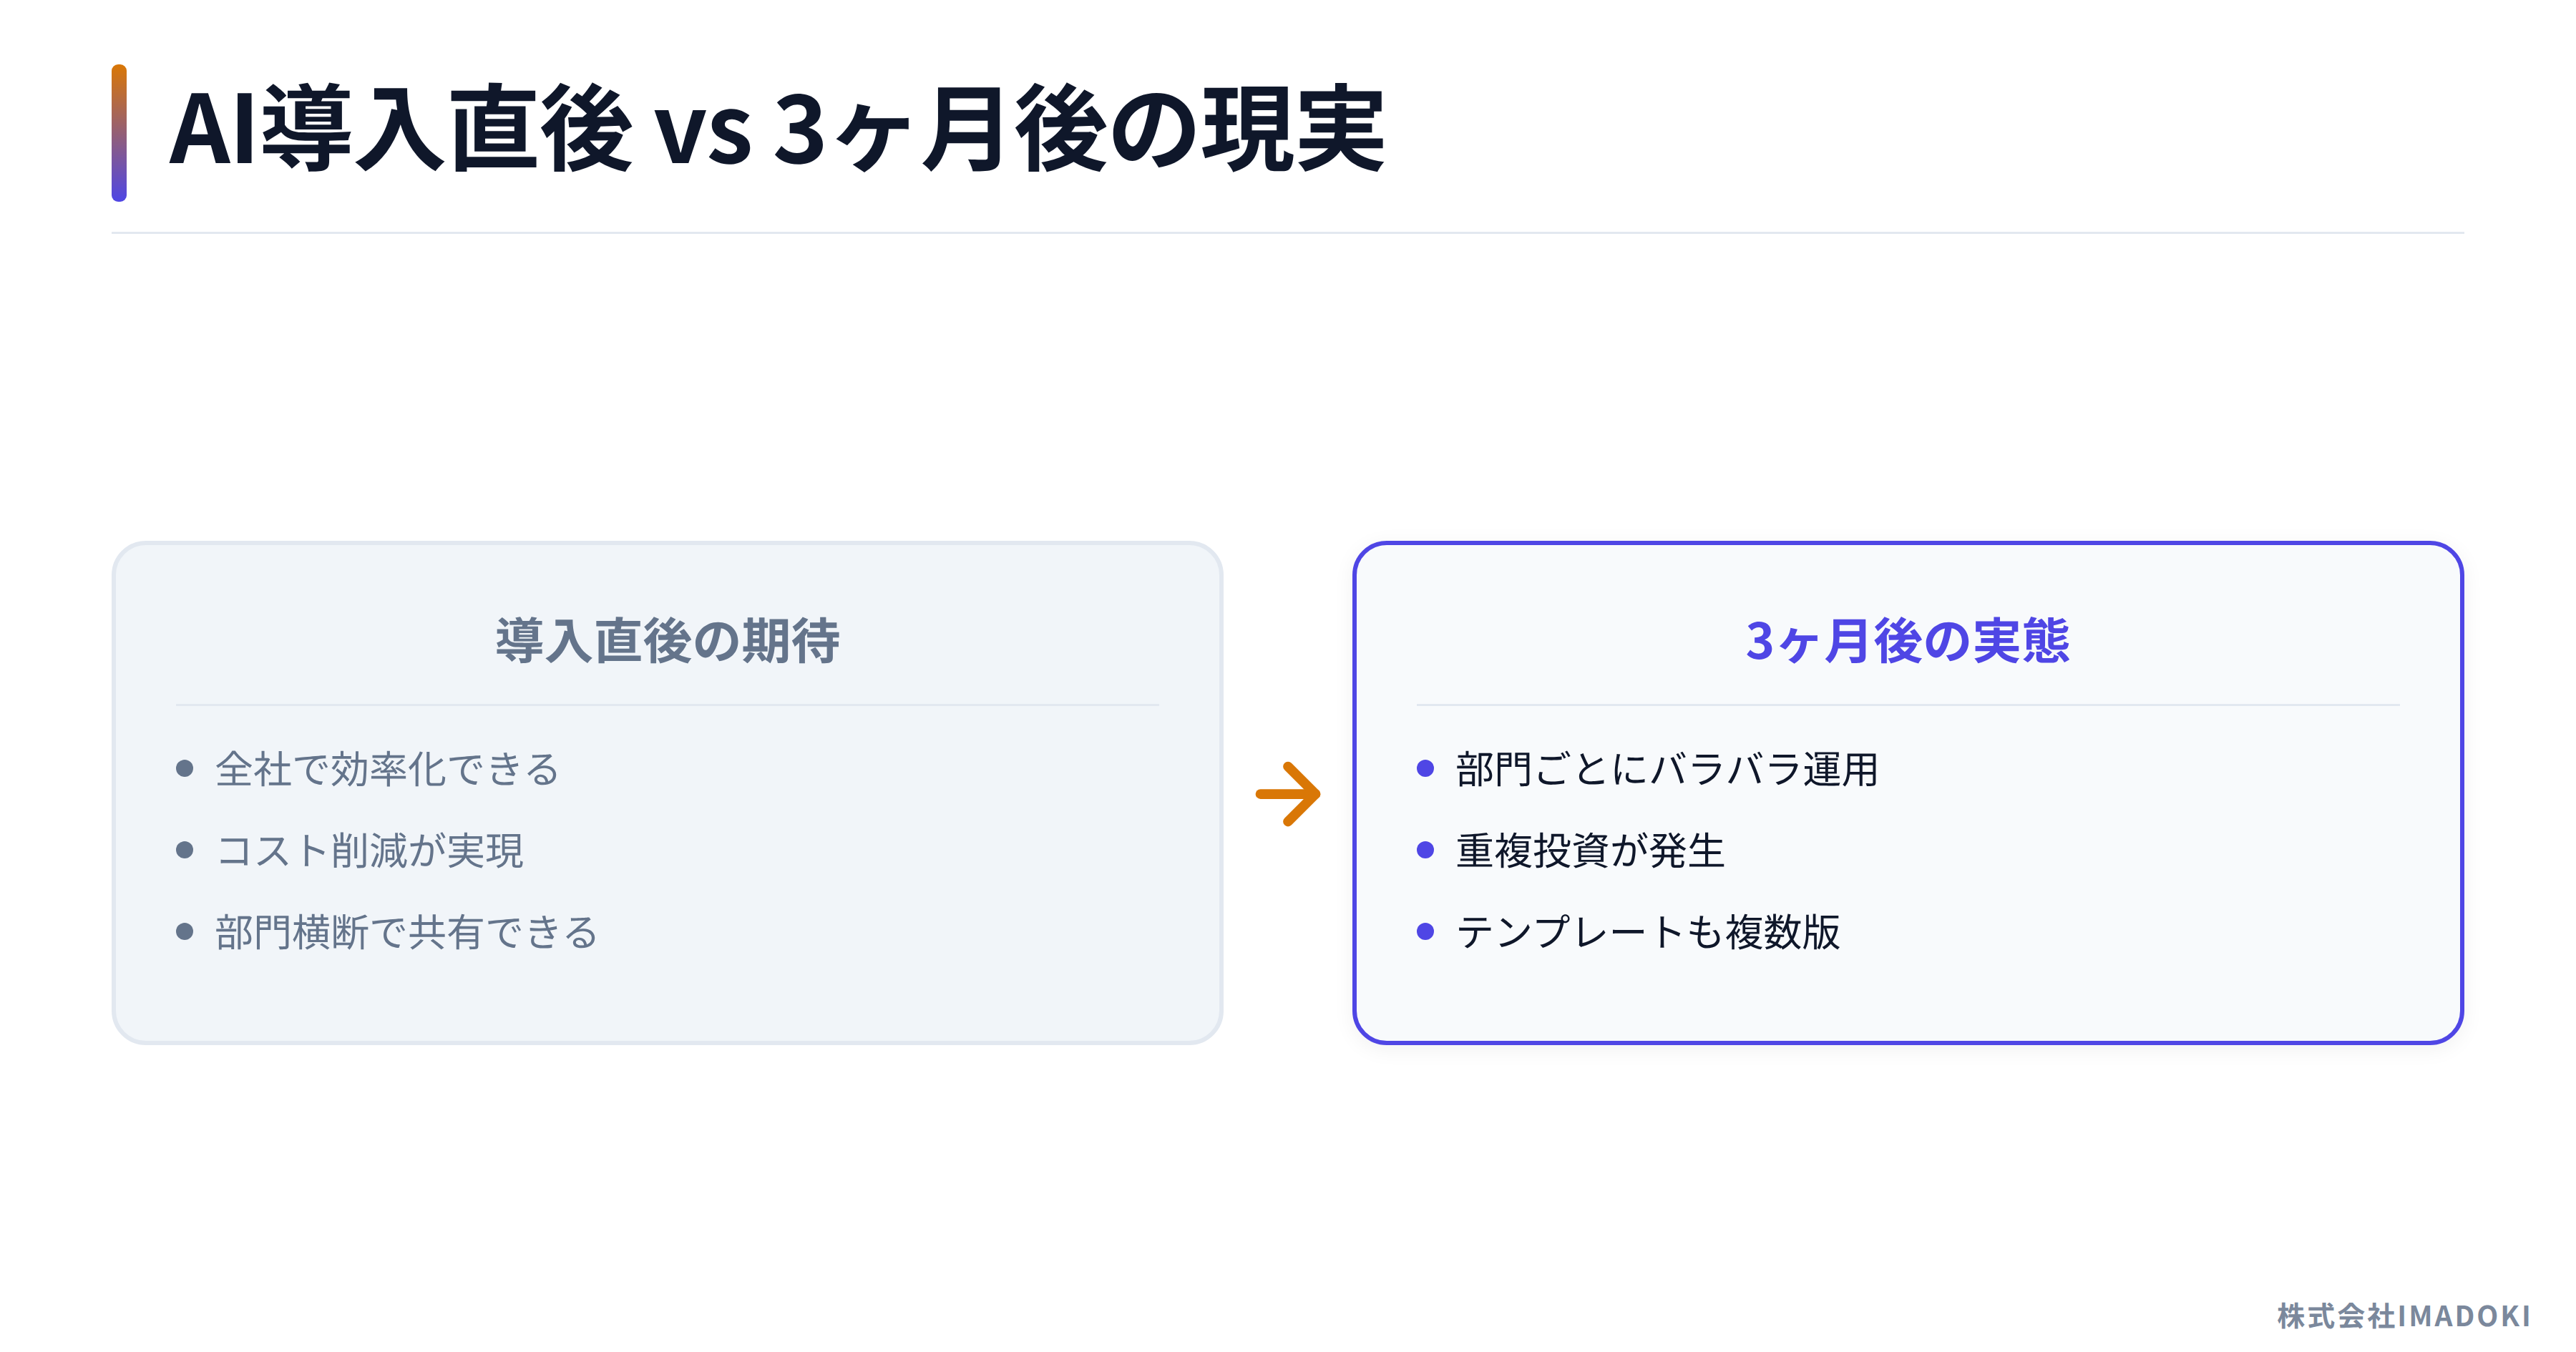 AI導入直後 vs 3ヶ月後の現実
導入直後の期待
全社で効率化できる
コスト削減が実現
部門横断で共有できる
3ヶ月後の実態
部門ごとにバラバラ運用
重複投資が発生
テンプレートも複数版
株式会社IMADOKI